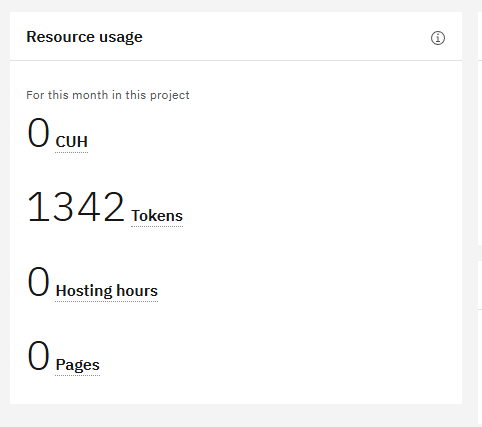 Resource usage
For this month in this project
0 CUH
1342 Tokens
0 Hosting hours
0 Pages